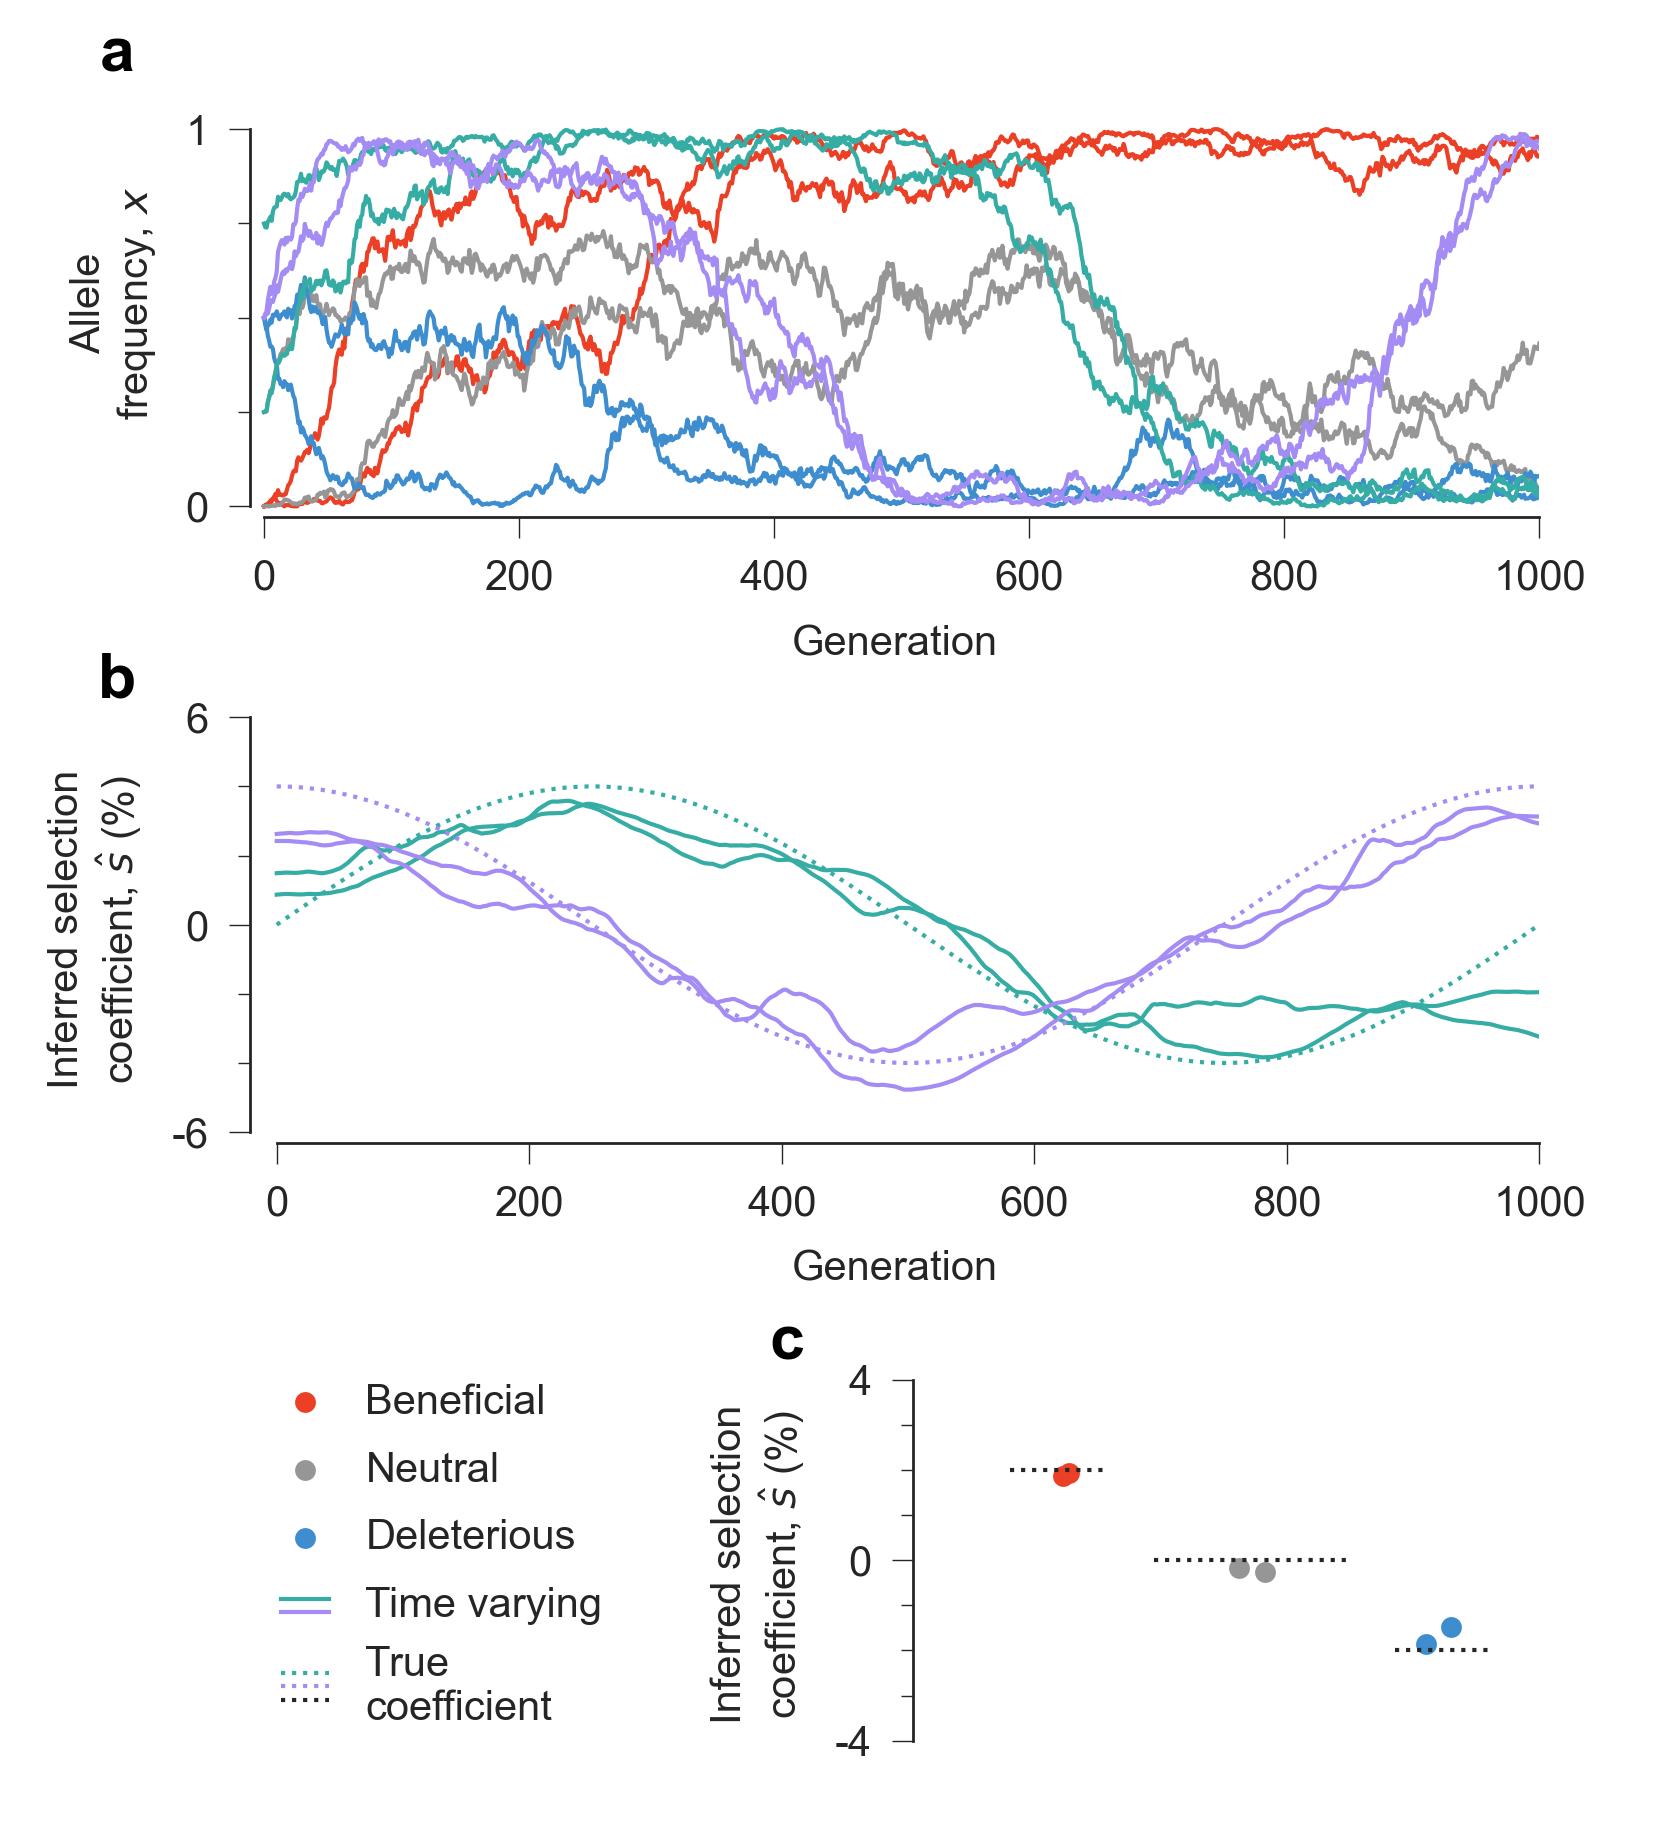 a
1
0
Allele
frequency, x
0 200 400 600 800 1000
Generation
b
6
0
-6
Inferred selection
coefficient, ŝ (%)
0 200 400 600 800 1000
Generation
Beneficial
Neutral
Deleterious
Time varying
True
coefficient
c
4
0
-4
Inferred selection
coefficient, ŝ (%)